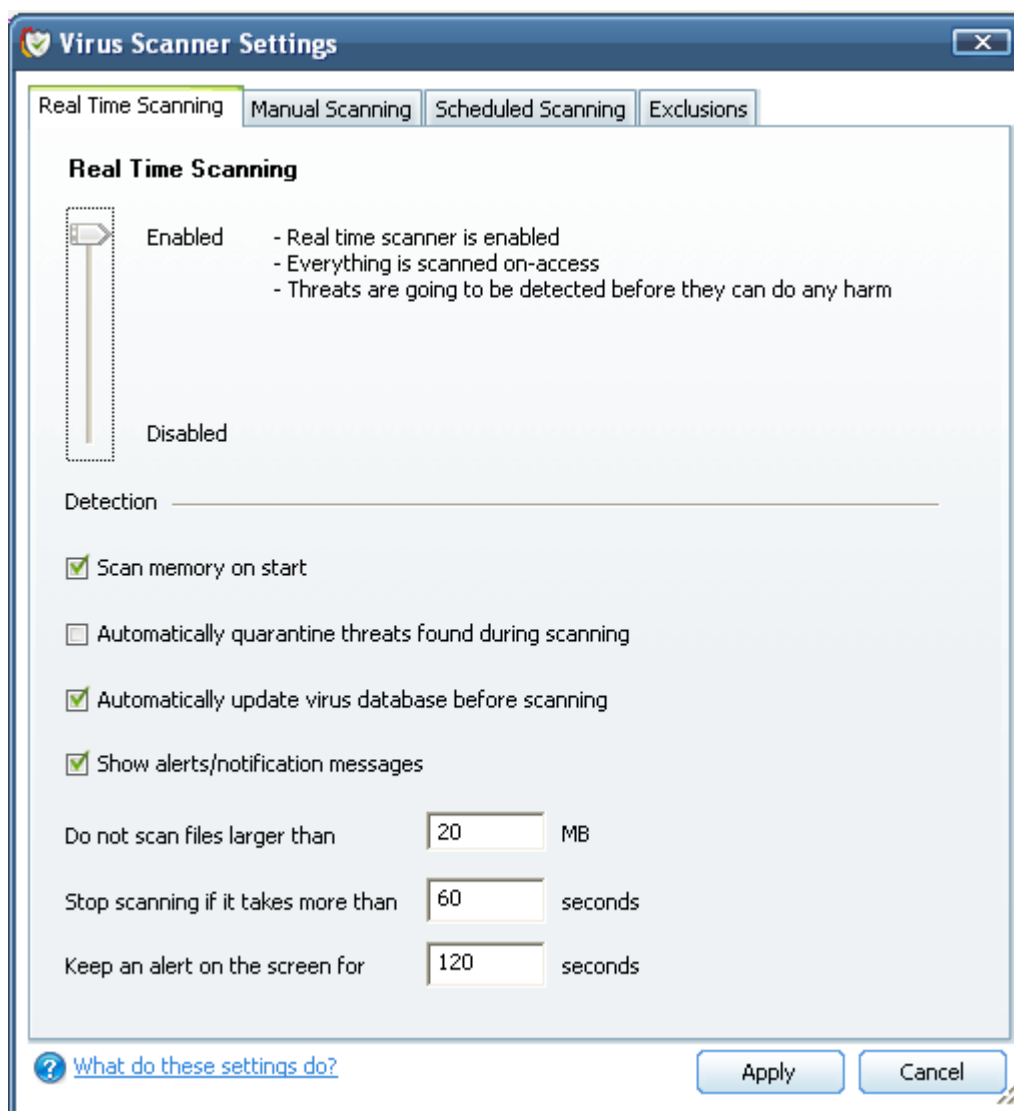 Virus Scanner Settings
Real Time Scanning
Manual Scanning
Scheduled Scanning
Exclusions
Real Time Scanning
Enabled
- Real time scanner is enabled
- Everything is scanned on-access
- Threats are going to be detected before they can do any harm
Disabled
Detection
Scan memory on start
Automatically quarantine threats found during scanning
Automatically update virus database before scanning
Show alerts/notification messages
Do not scan files larger than 20 MB
Stop scanning if it takes more than 60 seconds
Keep an alert on the screen for 120 seconds
What do these settings do?
Apply
Cancel